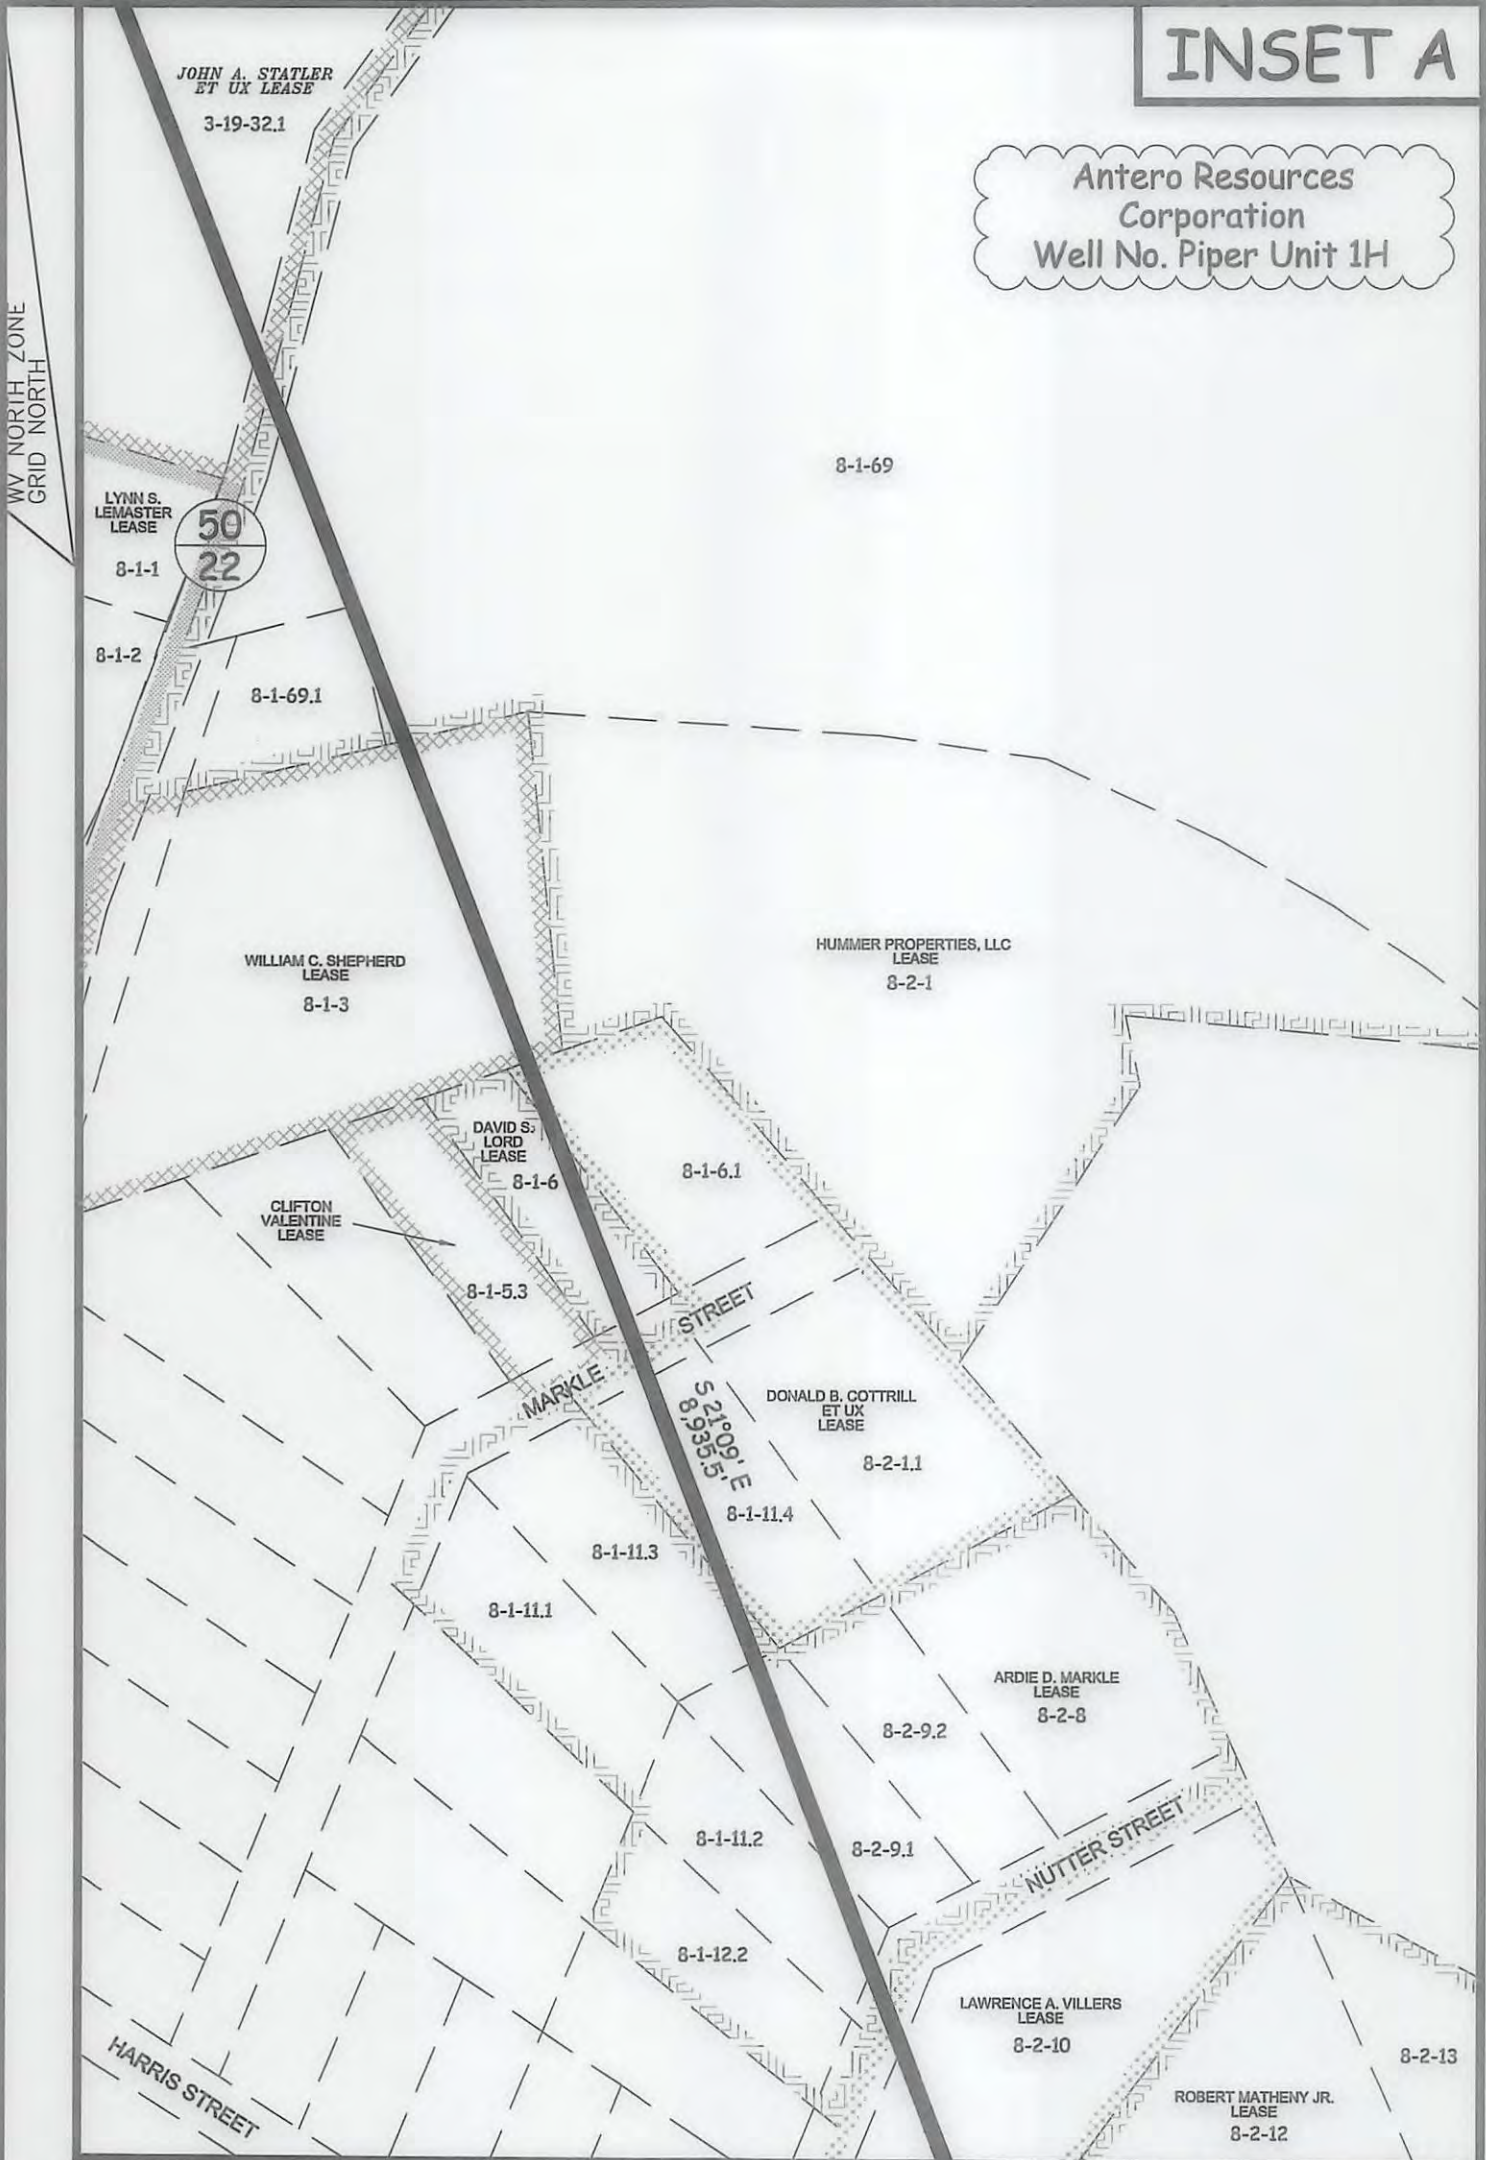 INSET A
JOHN A. STATLER
ET UX LEASE
3-19-32.1
Antero Resources
Corporation
Well No. Piper Unit 1H
WV NORTH ZONE
GRID NORTH
8-1-69
LYNN S.
LEMASTER
LEASE
8-1-1
50
22
8-1-2
8-1-69.1
WILLIAM C. SHEPHERD
LEASE
8-1-3
HUMMER PROPERTIES, LLC
LEASE
8-2-1
DAVID S.
LORD
LEASE
8-1-6
8-1-6.1
CLIFTON
VALENTINE
LEASE
8-1-5.3
MARKLE STREET
S 21°09' E
8,935.5'
DONALD B. COTTRILL
ET UX
LEASE
8-2-1.1
8-1-11.4
8-1-11.3
8-1-11.1
ARDIE D. MARKLE
LEASE
8-2-8
8-2-9.2
8-1-11.2
8-2-9.1
NUTTER STREET
8-1-12.2
LAWRENCE A. VILLERS
LEASE
8-2-10
8-2-13
HARRIS STREET
ROBERT MATHENY JR.
LEASE
8-2-12